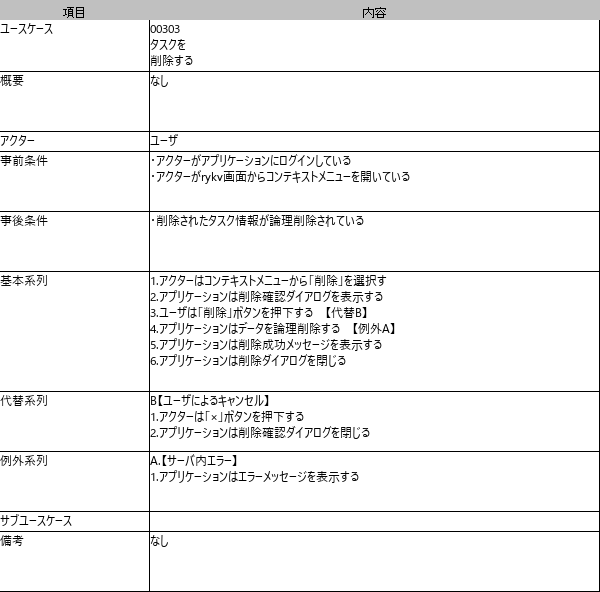 項目 内容
ユースケース 00303
タスクを
削除する
概要 なし
アクター ユーザ
事前条件 ・アクターがアプリケーションにログインしている
・アクターがrykv画面からコンテキストメニューを開いている
事後条件 ・削除されたタスク情報が論理削除されている
基本系列 1.アクターはコンテキストメニューから「削除」を選択す
2.アプリケーションは削除確認ダイアログを表示する
3.ユーザは「削除」ボタンを押下する 【代替B】
4.アプリケーションはデータを論理削除する 【例外A】
5.アプリケーションは削除成功メッセージを表示する
6.アプリケーションは削除ダイアログを閉じる
代替系列 B【ユーザによるキャンセル】
1.アクターは「×」ボタンを押下する
2.アプリケーションは削除確認ダイアログを閉じる
例外系列 A.【サーバ内エラー】
1.アプリケーションはエラーメッセージを表示する
サブユースケース
備考 なし